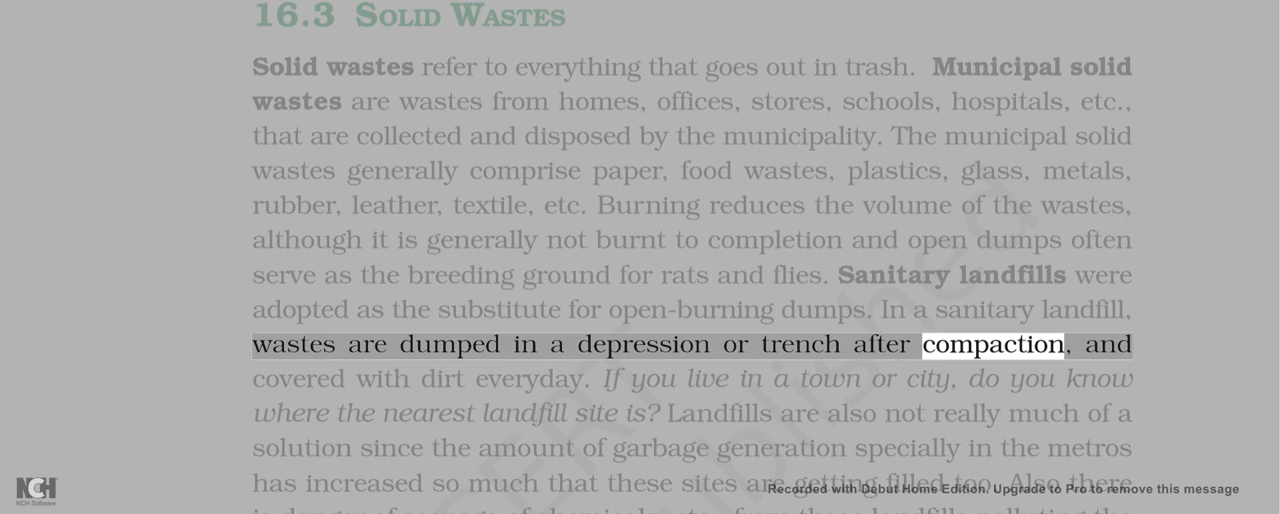 16.3 SOLID WASTES
Solid wastes refer to everything that goes out in trash. Municipal solid
wastes are wastes from homes, offices, stores, schools, hospitals, etc.,
that are collected and disposed by the municipality. The municipal solid
wastes generally comprise paper, food wastes, plastics, glass, metals,
rubber, leather, textile, etc. Burning reduces the volume of the wastes,
although it is generally not burnt to completion and open dumps often
serve as the breeding ground for rats and flies. Sanitary landfills were
adopted as the substitute for open-burning dumps. In a sanitary landfill,
wastes are dumped in a depression or trench after compaction, and
covered with dirt everyday. If you live in a town or city, do you know
where the nearest landfill site is? Landfills are also not really much of a
solution since the amount of garbage generation specially in the metros
has increased so much that these sites are getting filled too. Also there
NCH
NCH Software
Recorded with Debut Home Edition. Upgrade to Pro to remove this message